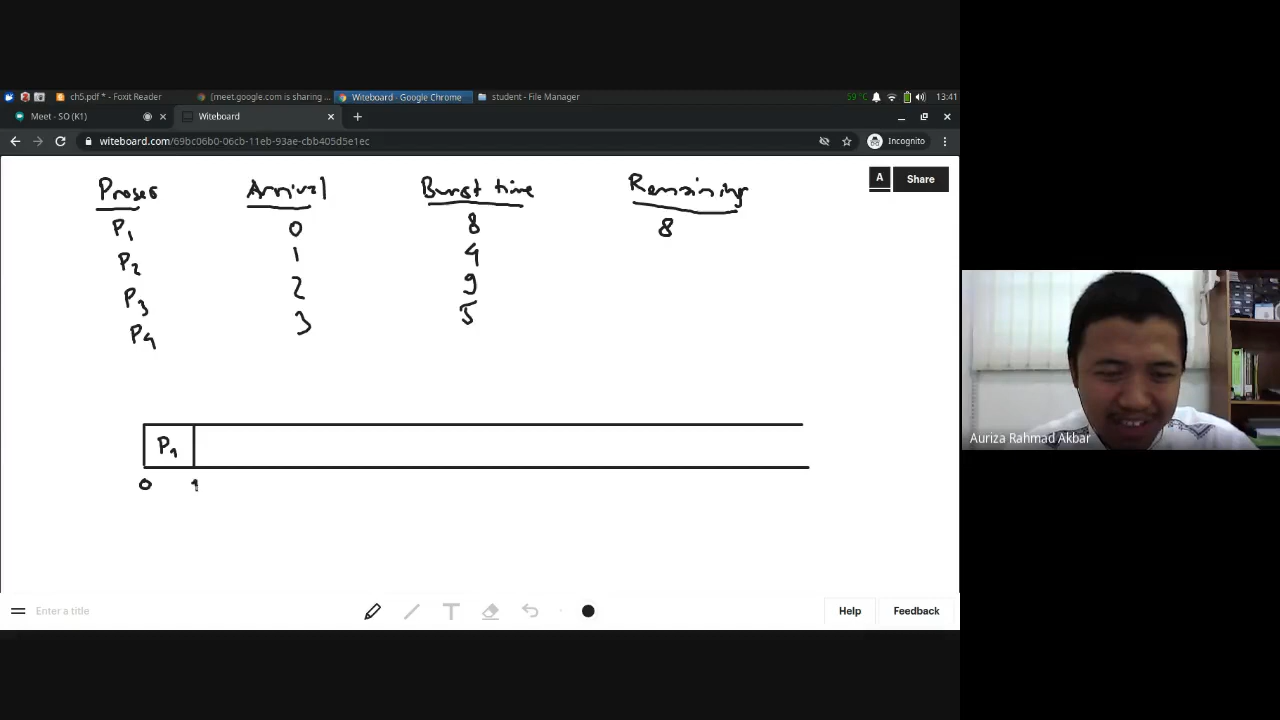 ch5.pdf * - Foxit Reader [meet.google.com is sharing ... Witeboard - Google Chrome student - File Manager 59°C 13:41
Meet - SO (K1) Witeboard
witeboard.com/69bc06b0-06cb-11eb-93ae-cbb405d5e1ec Incognito
A Share
Proses Arrival Burst time Remaining
P1 0 8 8
P2 1 4
P3 2 9
P4 3 5
P1
0 1
Auriza Rahmad Akbar
Enter a title T Help Feedback